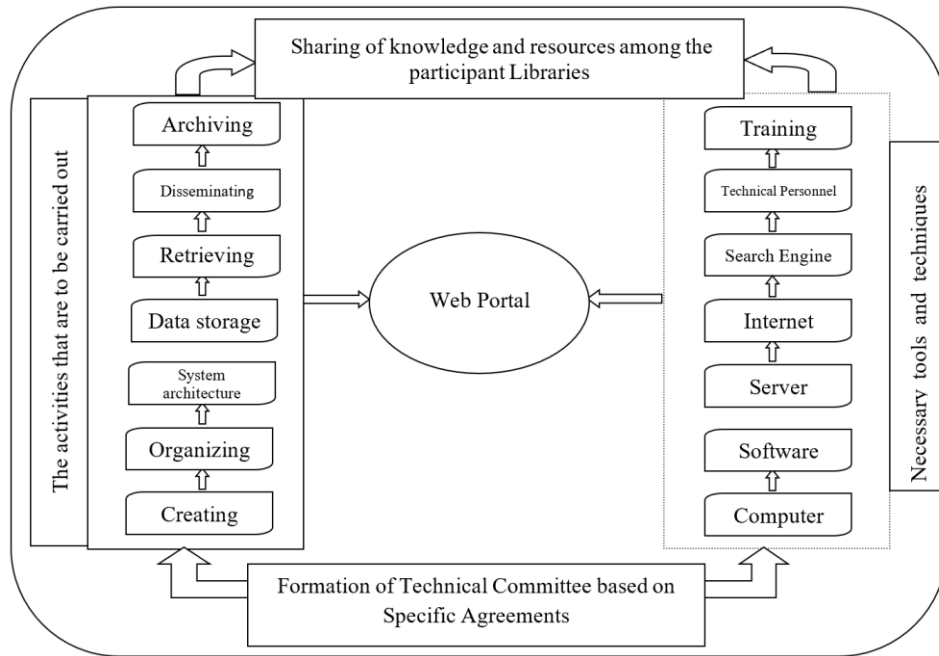 Sharing of knowledge and resources among the
participant Libraries
The activities that are to be carried out
Archiving
Disseminating
Retrieving
Data storage
System
architecture
Organizing
Creating
Web Portal
Training
Technical Personnel
Search Engine
Internet
Server
Software
Computer
Necessary tools and techniques
Formation of Technical Committee based on
Specific Agreements